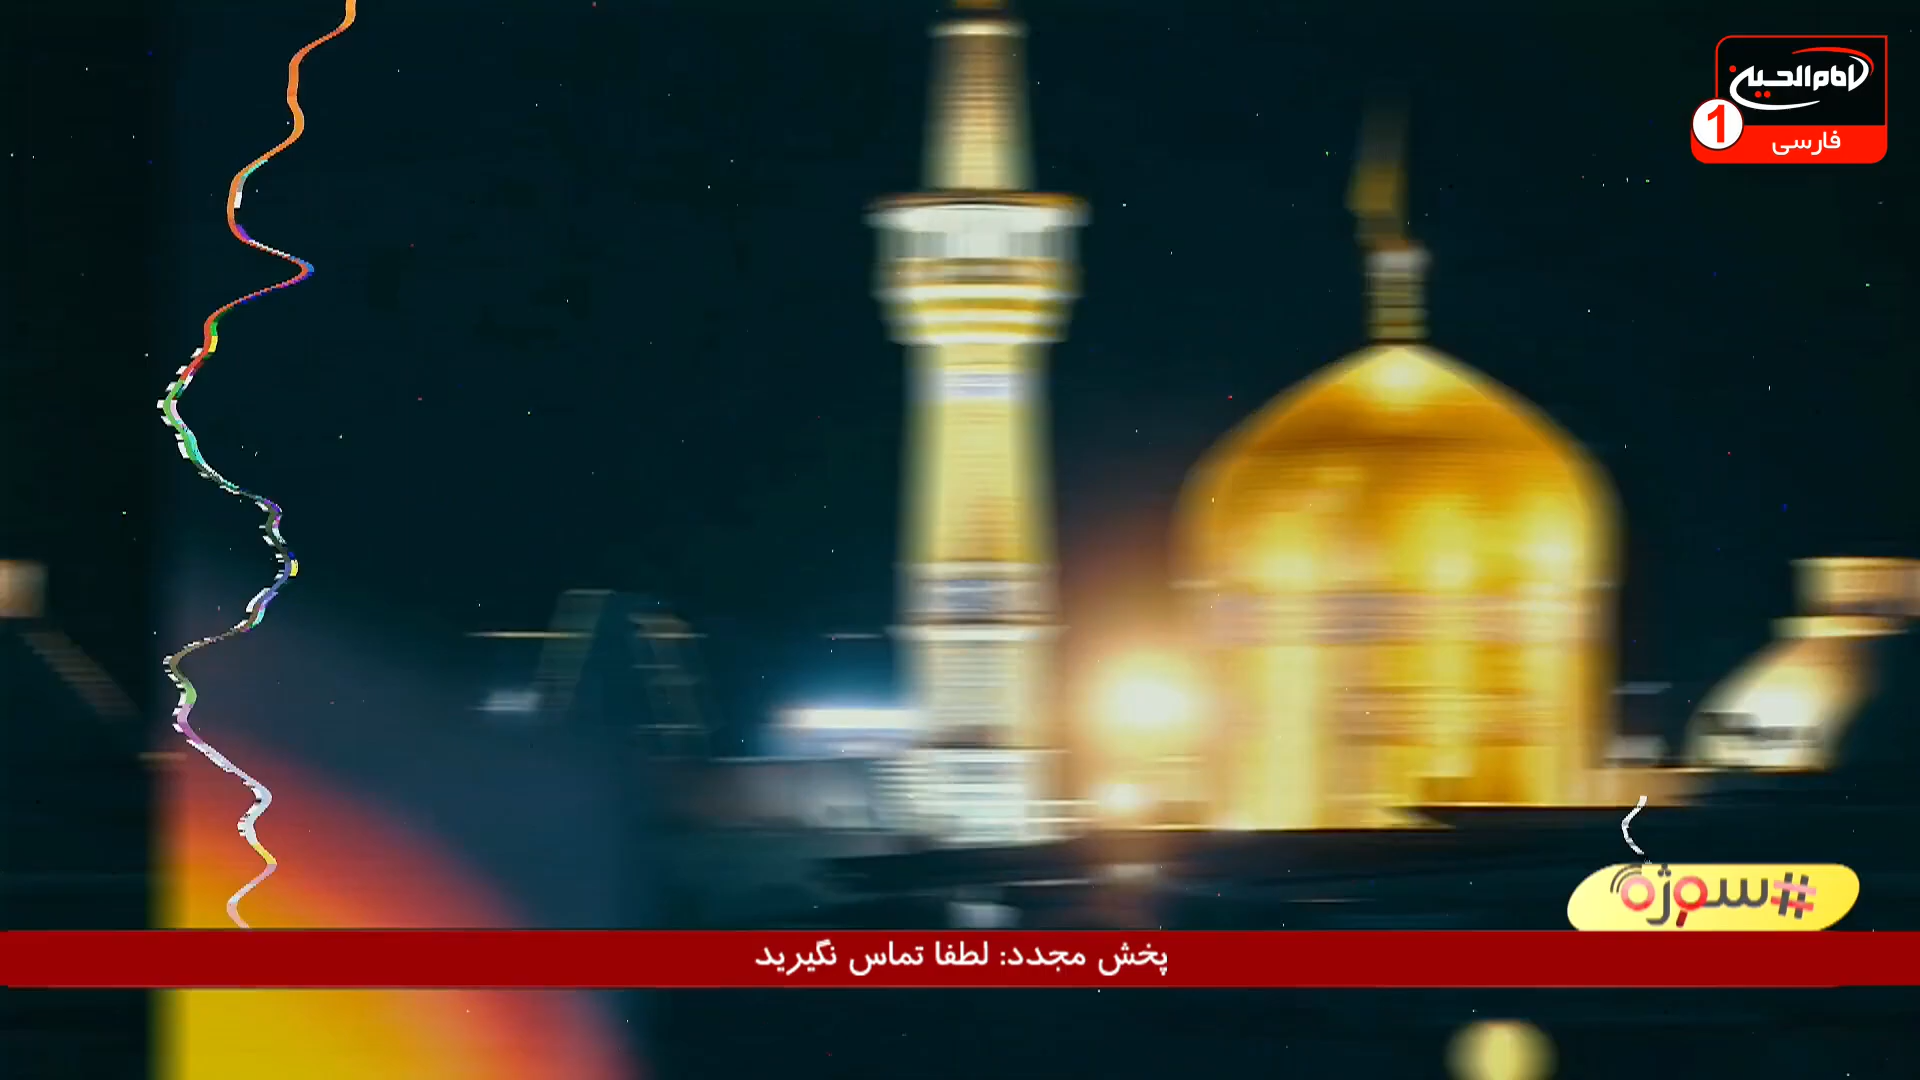 امام الحسین
1
فارسی
#سوژه
پخش مجدد: لطفا تماس نگیرید